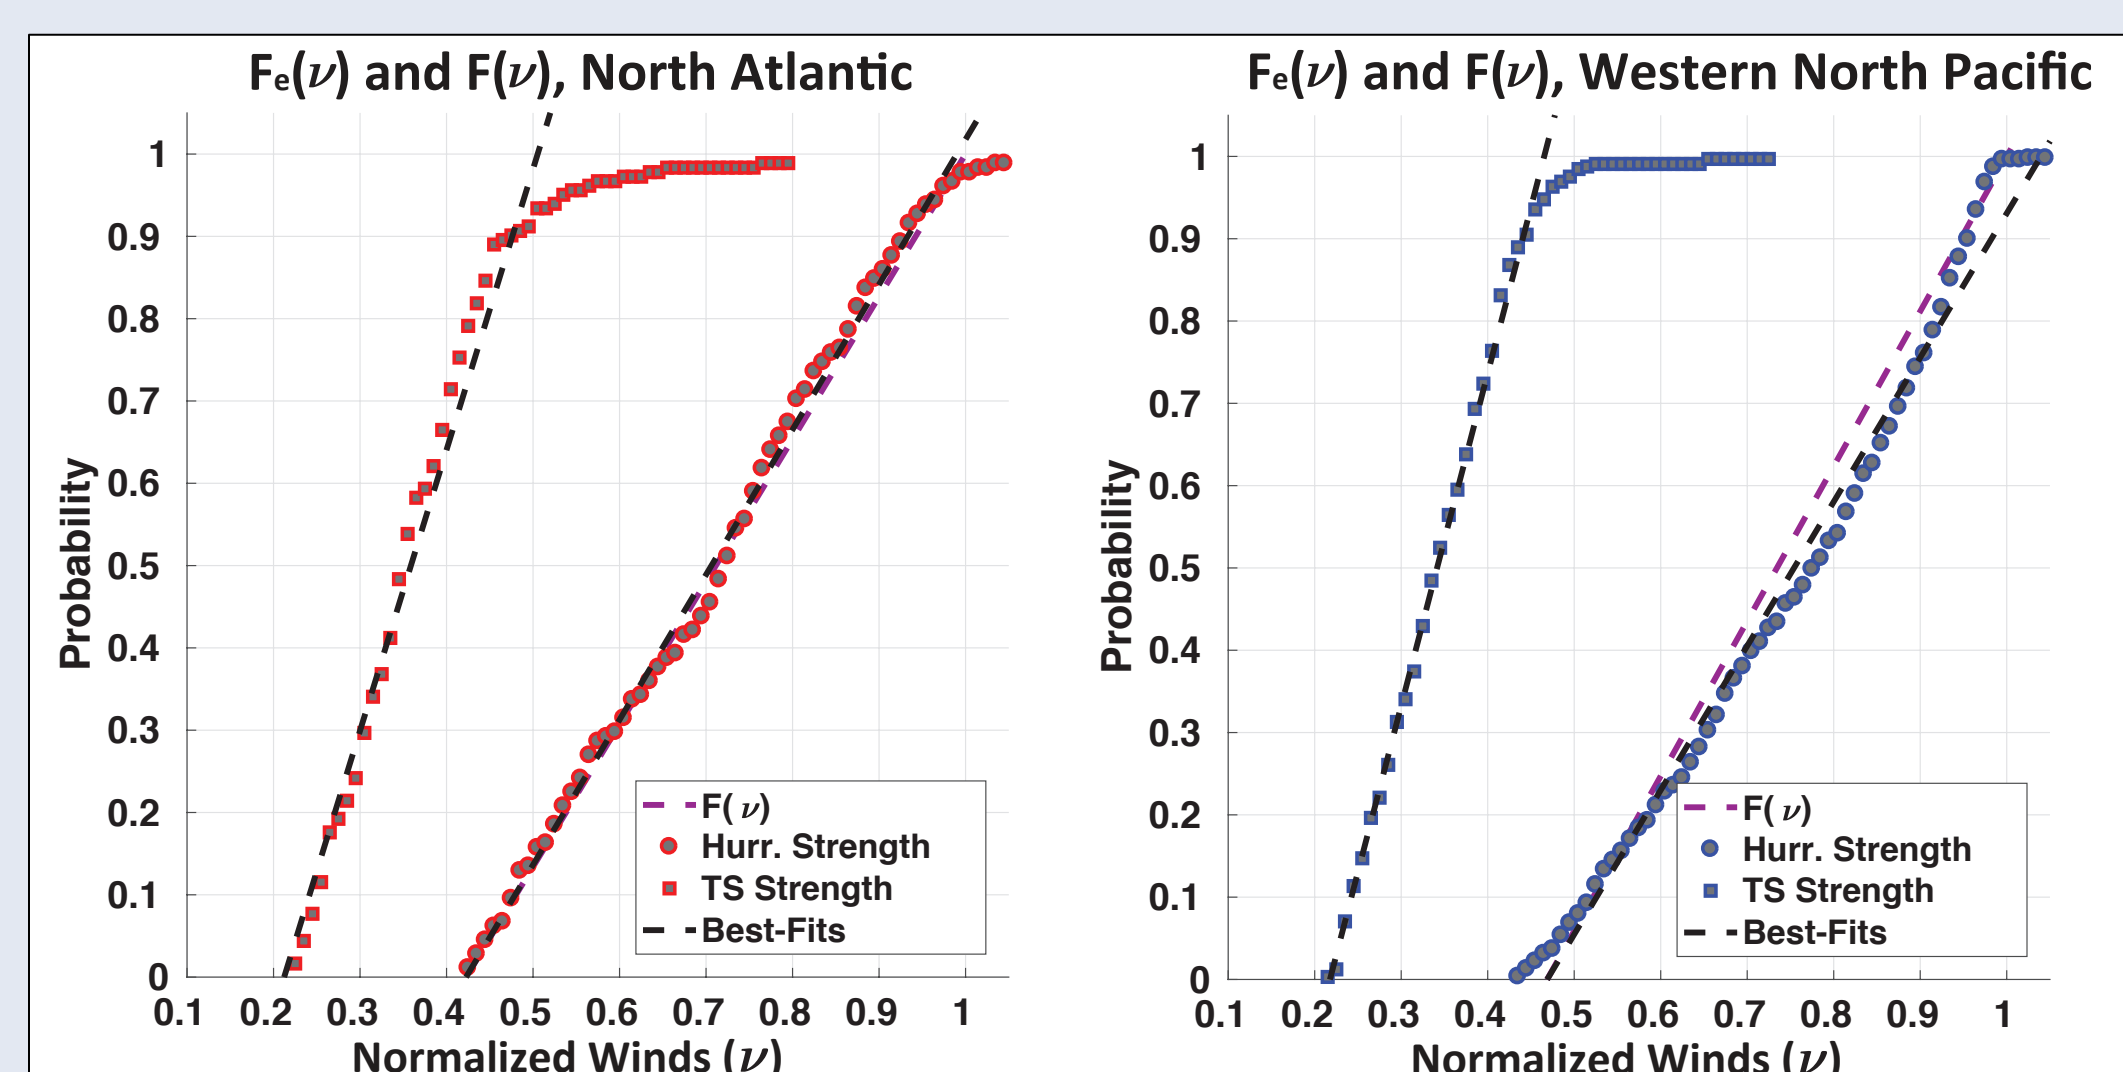 Fe(ν) and F(ν), North Atlantic
Probability
1
0.9
0.8
0.7
0.6
0.5
0.4
0.3
0.2
0.1
0
F(ν)
Hurr. Strength
TS Strength
Best-Fits
0.1 0.2 0.3 0.4 0.5 0.6 0.7 0.8 0.9 1
Normalized Winds (ν)
Fe(ν) and F(ν), Western North Pacific
Probability
1
0.9
0.8
0.7
0.6
0.5
0.4
0.3
0.2
0.1
0
F(ν)
Hurr. Strength
TS Strength
Best-Fits
0.1 0.2 0.3 0.4 0.5 0.6 0.7 0.8 0.9 1
Normalized Winds (ν)